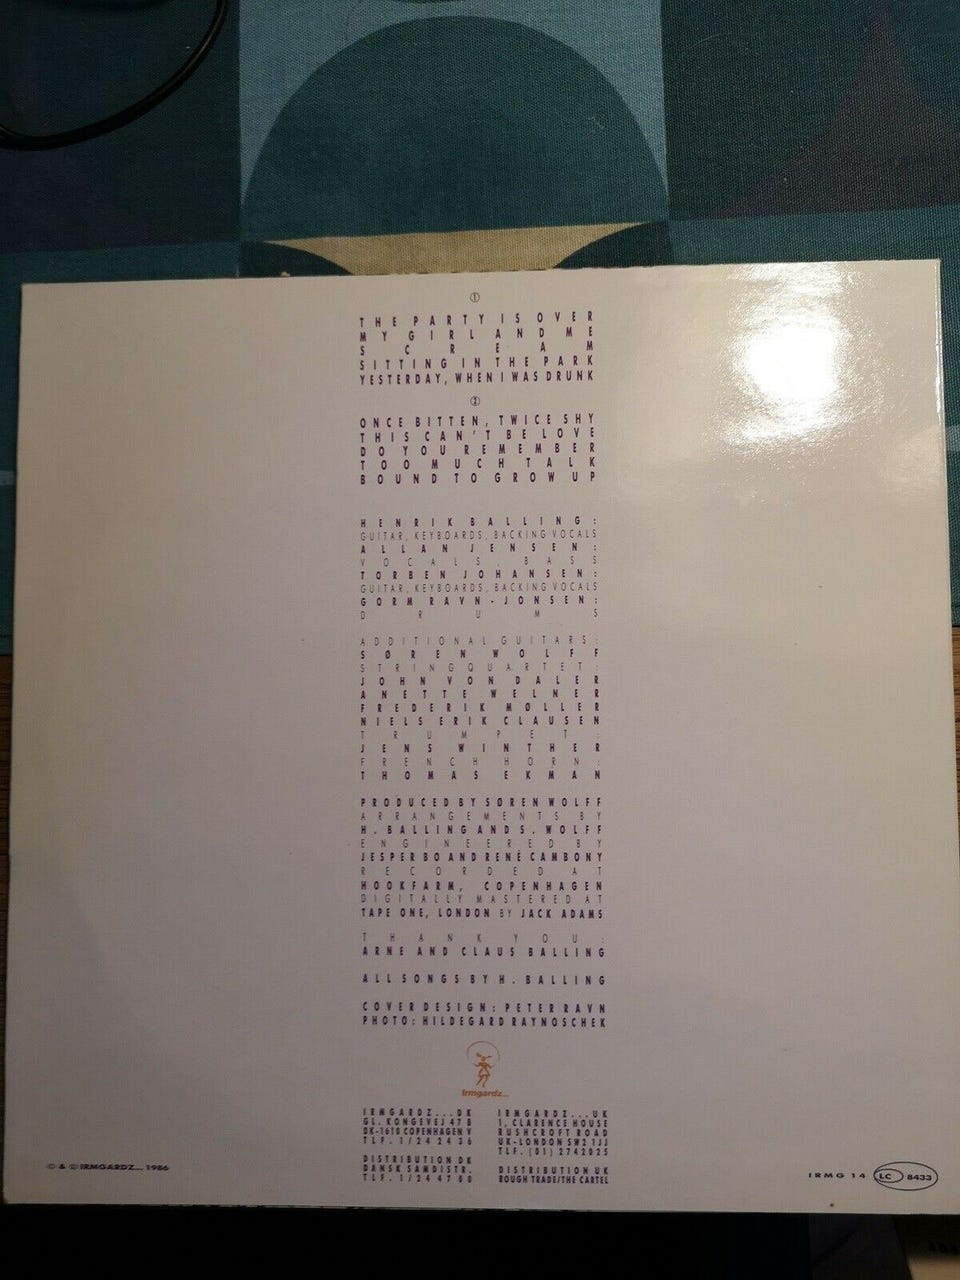 ①
THE PARTY IS OVER
MY GIRL AND ME
SCREAM
SITTING IN THE PARK
YESTERDAY, WHEN I WAS DRUNK
②
ONCE BITTEN, TWICE SHY
THIS CAN'T BE LOVE
DO YOU REMEMBER
TOO MUCH TALK
BOUND TO GROW UP
HENRIK BALLING:
GUITAR, KEYBOARDS, BACKING VOCALS
ALLAN JENSEN:
VOCALS, BASS
TORBEN JOHANSEN:
GUITAR, KEYBOARDS, BACKING VOCALS
GORM RAVN-JONSEN:
DRUMS
ADDITIONAL GUITARS:
SØREN WOLFF
STRINGQUARTET:
JOHN VON DALER
ANETTE WELNER
FREDERIK MØLLER
NIELS ERIK CLAUSEN
TRUMPET:
JENS WINTHER
FRENCH HORN:
THOMAS EKMAN
PRODUCED BY SØREN WOLFF
ARRANGEMENTS BY
H. BALLING AND S. WOLFF
ENGINEERED BY
JESPER BO AND RENÉ CAMBONY
RECORDED AT
HOOKFARM, COPENHAGEN
DIGITALLY MASTERED AT
TAPE ONE, LONDON BY JACK ADAMS
THANK YOU:
ARNE AND CLAUS BALLING
ALL SONGS BY H. BALLING
COVER DESIGN: PETER RAVN
PHOTO: HILDEGARD RAYNOSCHEK
Irmgardz...
IRMGARDZ...DK
GL. KONGEVEJ 47 B
DK-1610 COPENHAGEN V
TLF. 1/24 24 36
DISTRIBUTION DK
DANSK SAMDISTR.
TLF. 1/24 47 00
IRMGARDZ...UK
1, CLARENCE HOUSE
RUSHCROFT ROAD
UK-LONDON SW2 1JJ
TLF. (01) 2742025
DISTRIBUTION UK
ROUGH TRADE/THE CARTEL
℗ & © IRMGARDZ... 1986
IRMG 14
LC 8433